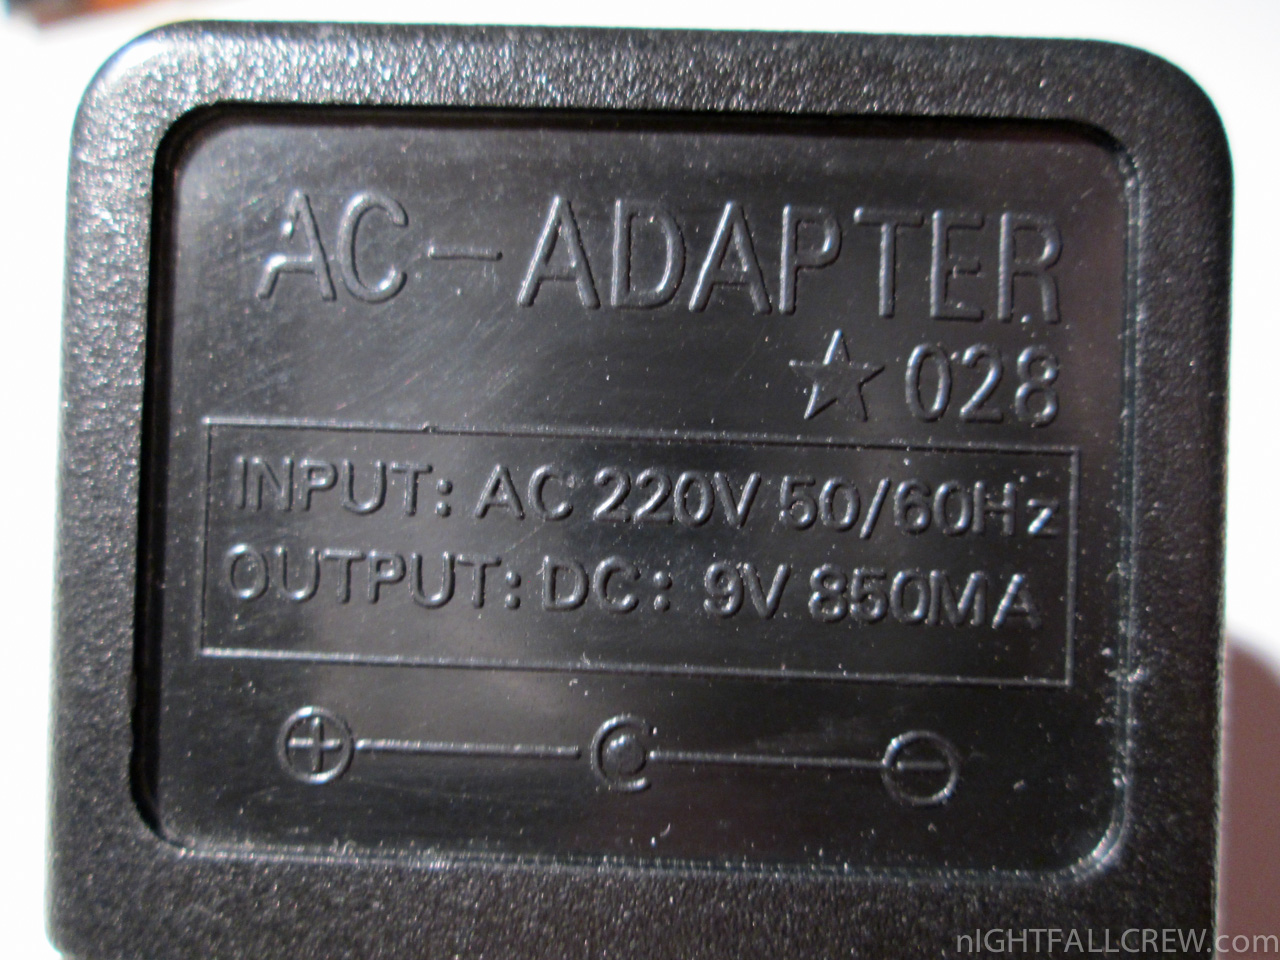 AC-ADAPTER
☆028
INPUT: AC 220V 50/60Hz
OUTPUT: DC: 9V 850MA
nIGHTFALLCREW.com